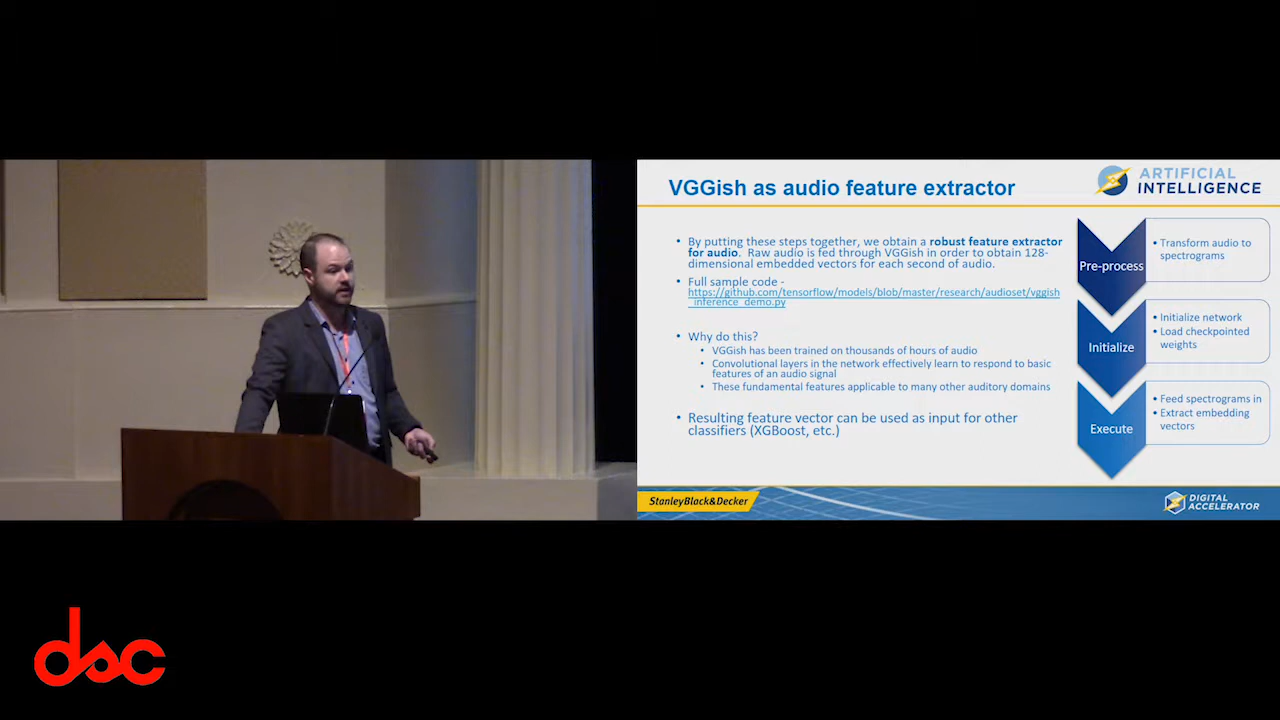 VGGish as audio feature extractor
ARTIFICIAL
INTELLIGENCE
• By putting these steps together, we obtain a robust feature extractor
for audio. Raw audio is fed through VGGish in order to obtain 128-
dimensional embedded vectors for each second of audio.
• Full sample code -
https://github.com/tensorflow/models/blob/master/research/audioset/vggish
_inference_demo.py
• Why do this?
• VGGish has been trained on thousands of hours of audio
• Convolutional layers in the network effectively learn to respond to basic
features of an audio signal
• These fundamental features applicable to many other auditory domains
• Resulting feature vector can be used as input for other
classifiers (XGBoost, etc.)
Pre-process
• Transform audio to
spectrograms
Initialize
• Initialize network
• Load checkpointed
weights
Execute
• Feed spectrograms in
• Extract embedding
vectors
StanleyBlack&Decker
DIGITAL
ACCELERATOR
dsc